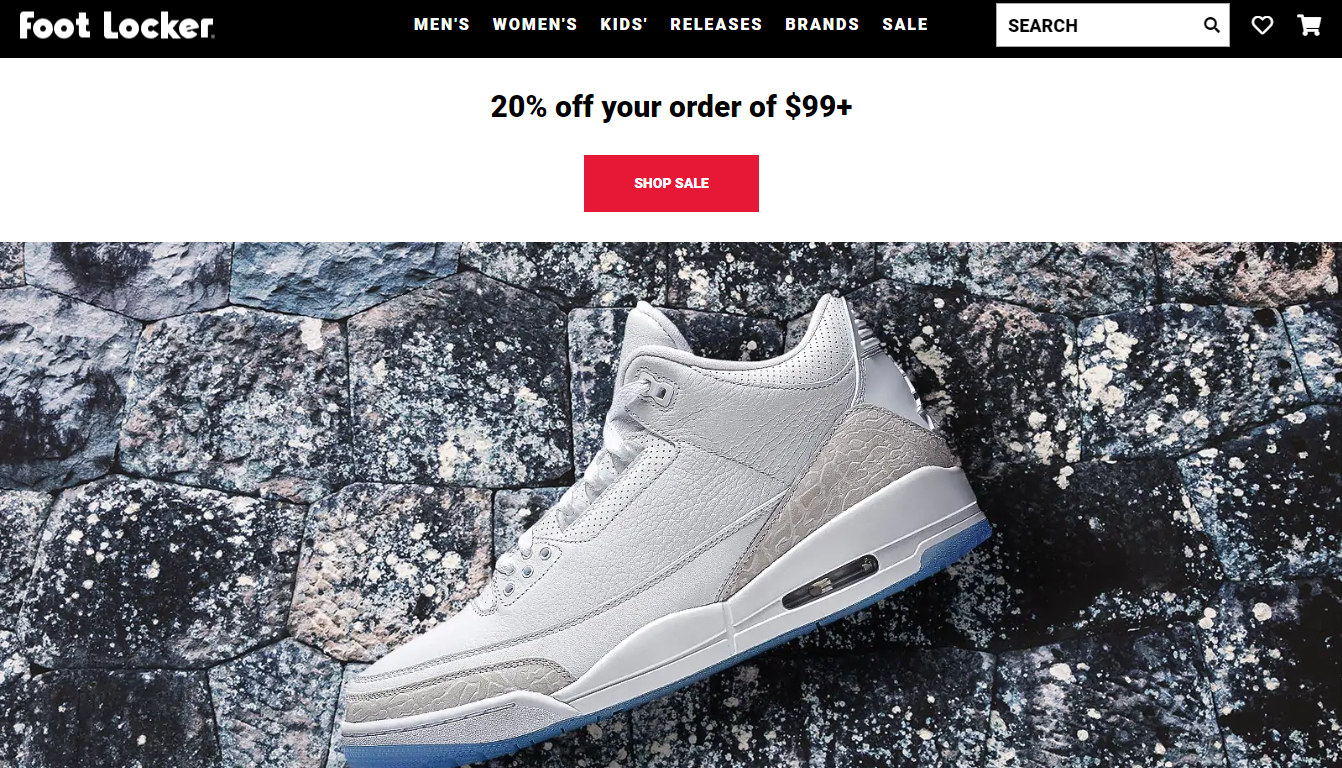 Foot Locker.
MEN'S WOMEN'S KIDS' RELEASES BRANDS SALE
SEARCH
20% off your order of $99+
SHOP SALE